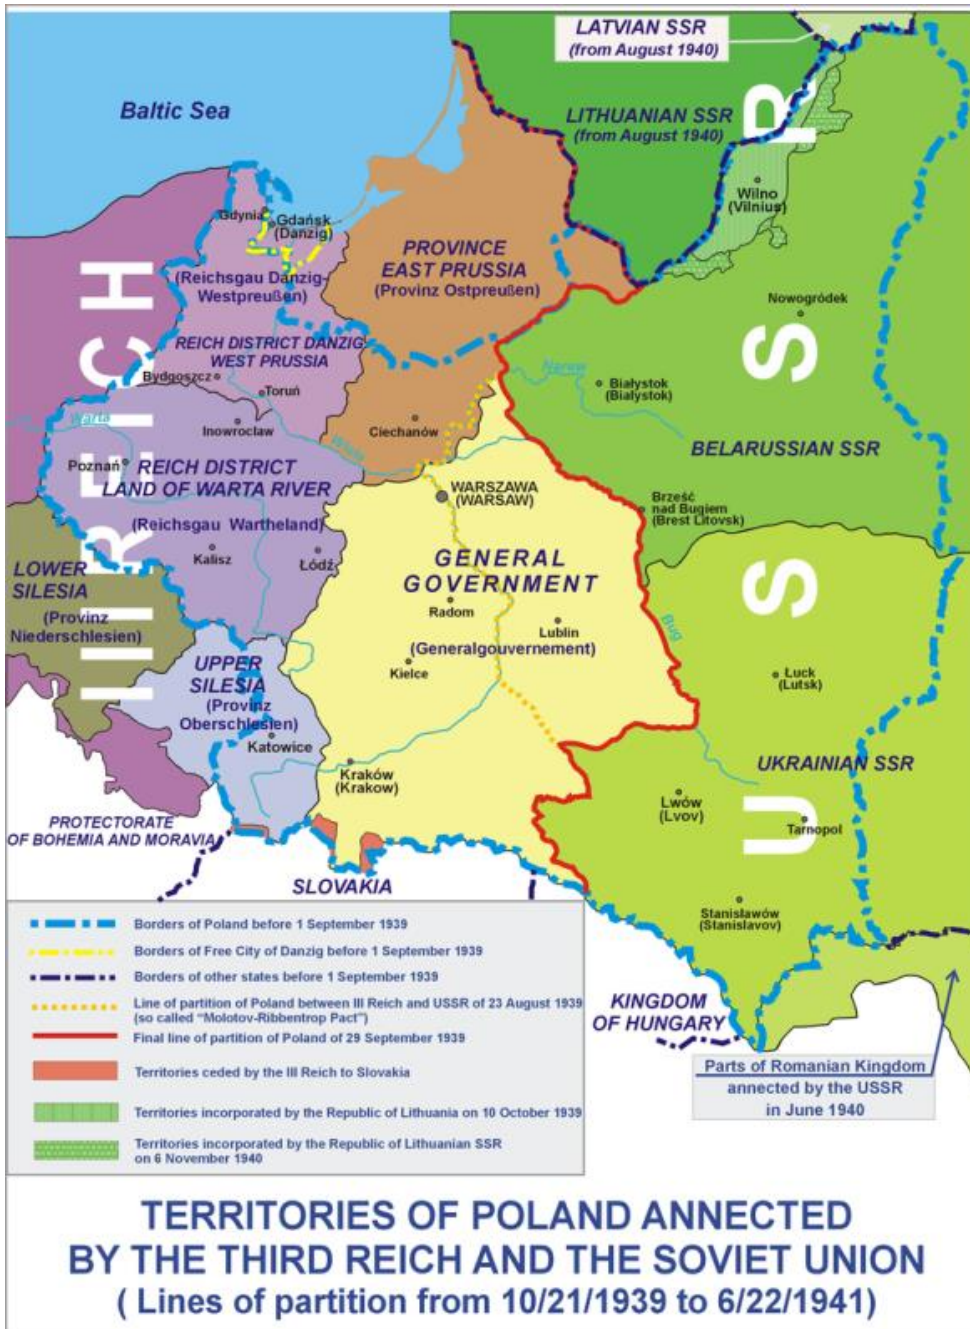 LATVIAN SSR
(from August 1940)
Baltic Sea
LITHUANIAN SSR
(from August 1940)
Wilno
(Vilnius)
Gdynia
Gdańsk
(Danzig)
PROVINCE
EAST PRUSSIA
(Provinz Ostpreußen)
(Reichsgau Danzig-
Westpreußen)
REICH DISTRICT DANZIG-
WEST PRUSSIA
Nowogródek
Bydgoszcz
Toruń
Narew
Białystok
(Bialystok)
Warta
Inowrocław
Ciechanów
Wisła
BELARUSSIAN SSR
Poznań
REICH DISTRICT
LAND OF WARTA RIVER
(Reichsgau Wartheland)
WARSZAWA
(WARSAW)
Brześć
nad Bugiem
(Brest Litovsk)
Kalisz
Łódź
GENERAL
GOVERNMENT
(Generalgouvernement)
LOWER
SILESIA
(Provinz
Niederschlesien)
Radom
Lublin
Bug
Kielce
UPPER
SILESIA
(Provinz
Oberschlesien)
Katowice
Łuck
(Lutsk)
Kraków
(Krakow)
UKRAINIAN SSR
Lwów
(Lvov)
Tarnopol
PROTECTORATE
OF BOHEMIA AND MORAVIA
SLOVAKIA
Stanisławów
(Stanislavov)
III REICH
USSR
KINGDOM
OF HUNGARY
Parts of Romanian Kingdom
annected by the USSR
in June 1940
Borders of Poland before 1 September 1939
Borders of Free City of Danzig before 1 September 1939
Borders of other states before 1 September 1939
Line of partition of Poland between III Reich and USSR of 23 August 1939
(so called “Molotov-Ribbentrop Pact”)
Final line of partition of Poland of 29 September 1939
Territories ceded by the III Reich to Slovakia
Territories incorporated by the Republic of Lithuania on 10 October 1939
Territories incorporated by the Republic of Lithuanian SSR
on 6 November 1940
TERRITORIES OF POLAND ANNECTED
BY THE THIRD REICH AND THE SOVIET UNION
( Lines of partition from 10/21/1939 to 6/22/1941)